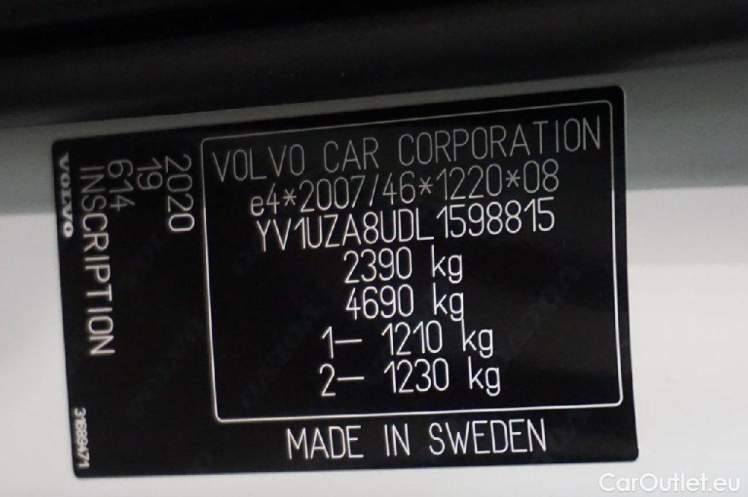 VOLVO CAR CORPORATION
e4*2007/46*1220*08
YV1UZA8UDL1598815
2390 kg
4690 kg
1– 1210 kg
2– 1230 kg
MADE IN SWEDEN
2020
19
614
INSCRIPTION
VOLVO
31689471
CarOutlet.eu